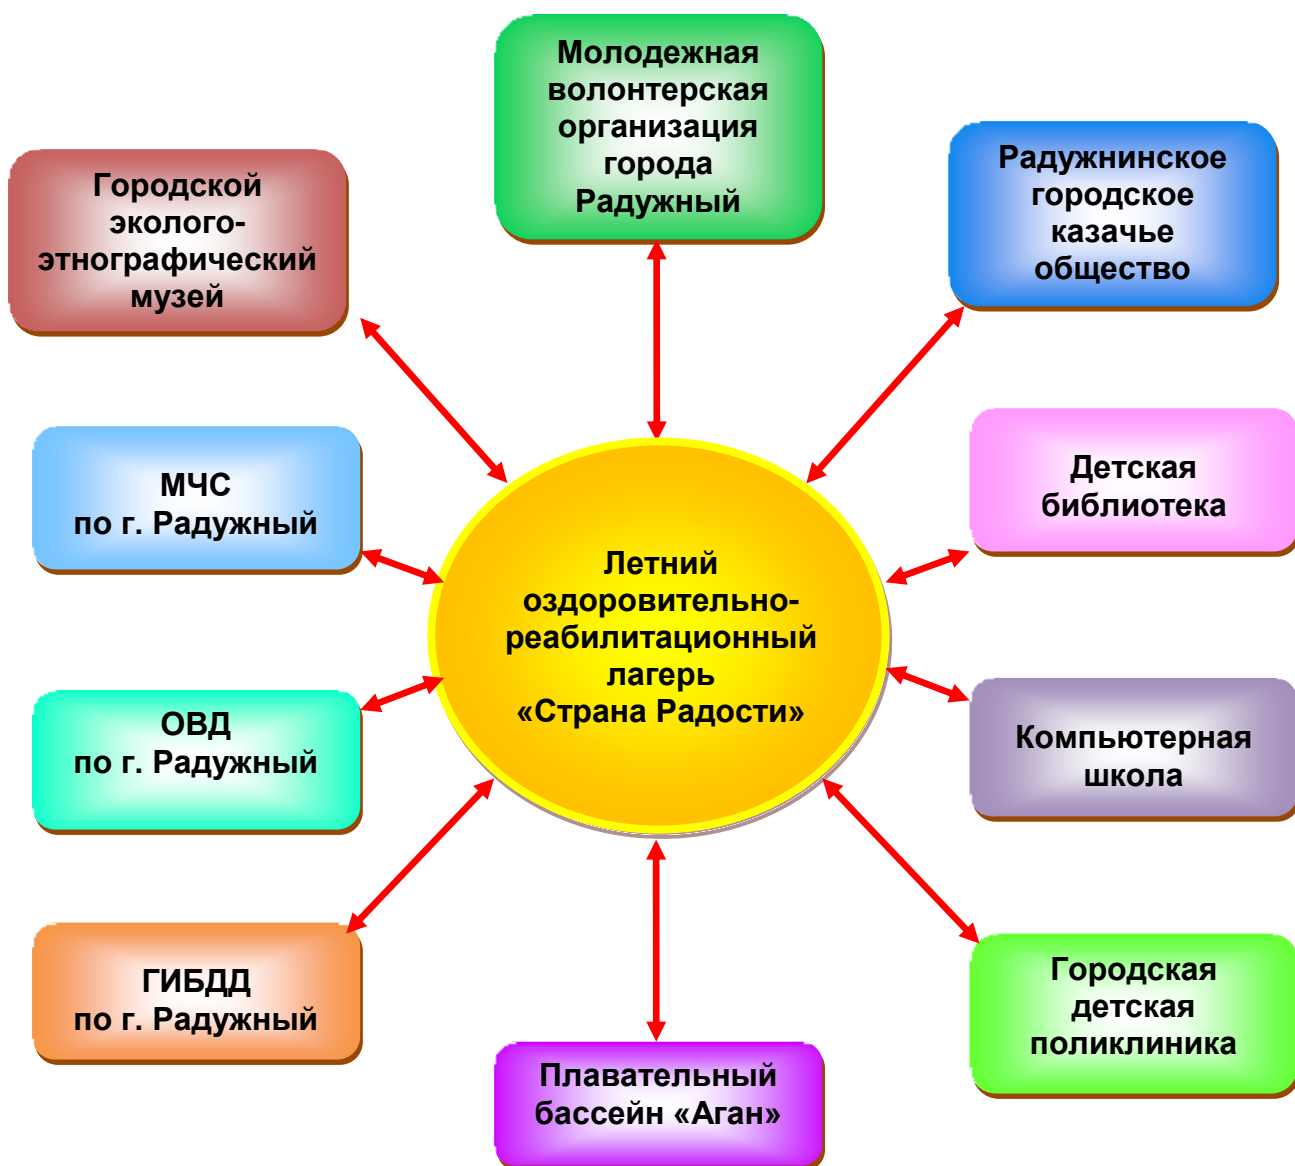 Молодежная
волонтерская
организация
города
Радужный
Городской
эколого-
этнографический
музей
Радужнинское
городское
казачье
общество
МЧС
по г. Радужный
Детская
библиотека
Летний
оздоровительно-
реабилитационный
лагерь
«Страна Радости»
ОВД
по г. Радужный
Компьютерная
школа
ГИБДД
по г. Радужный
Городская
детская
поликлиника
Плавательный
бассейн «Аган»